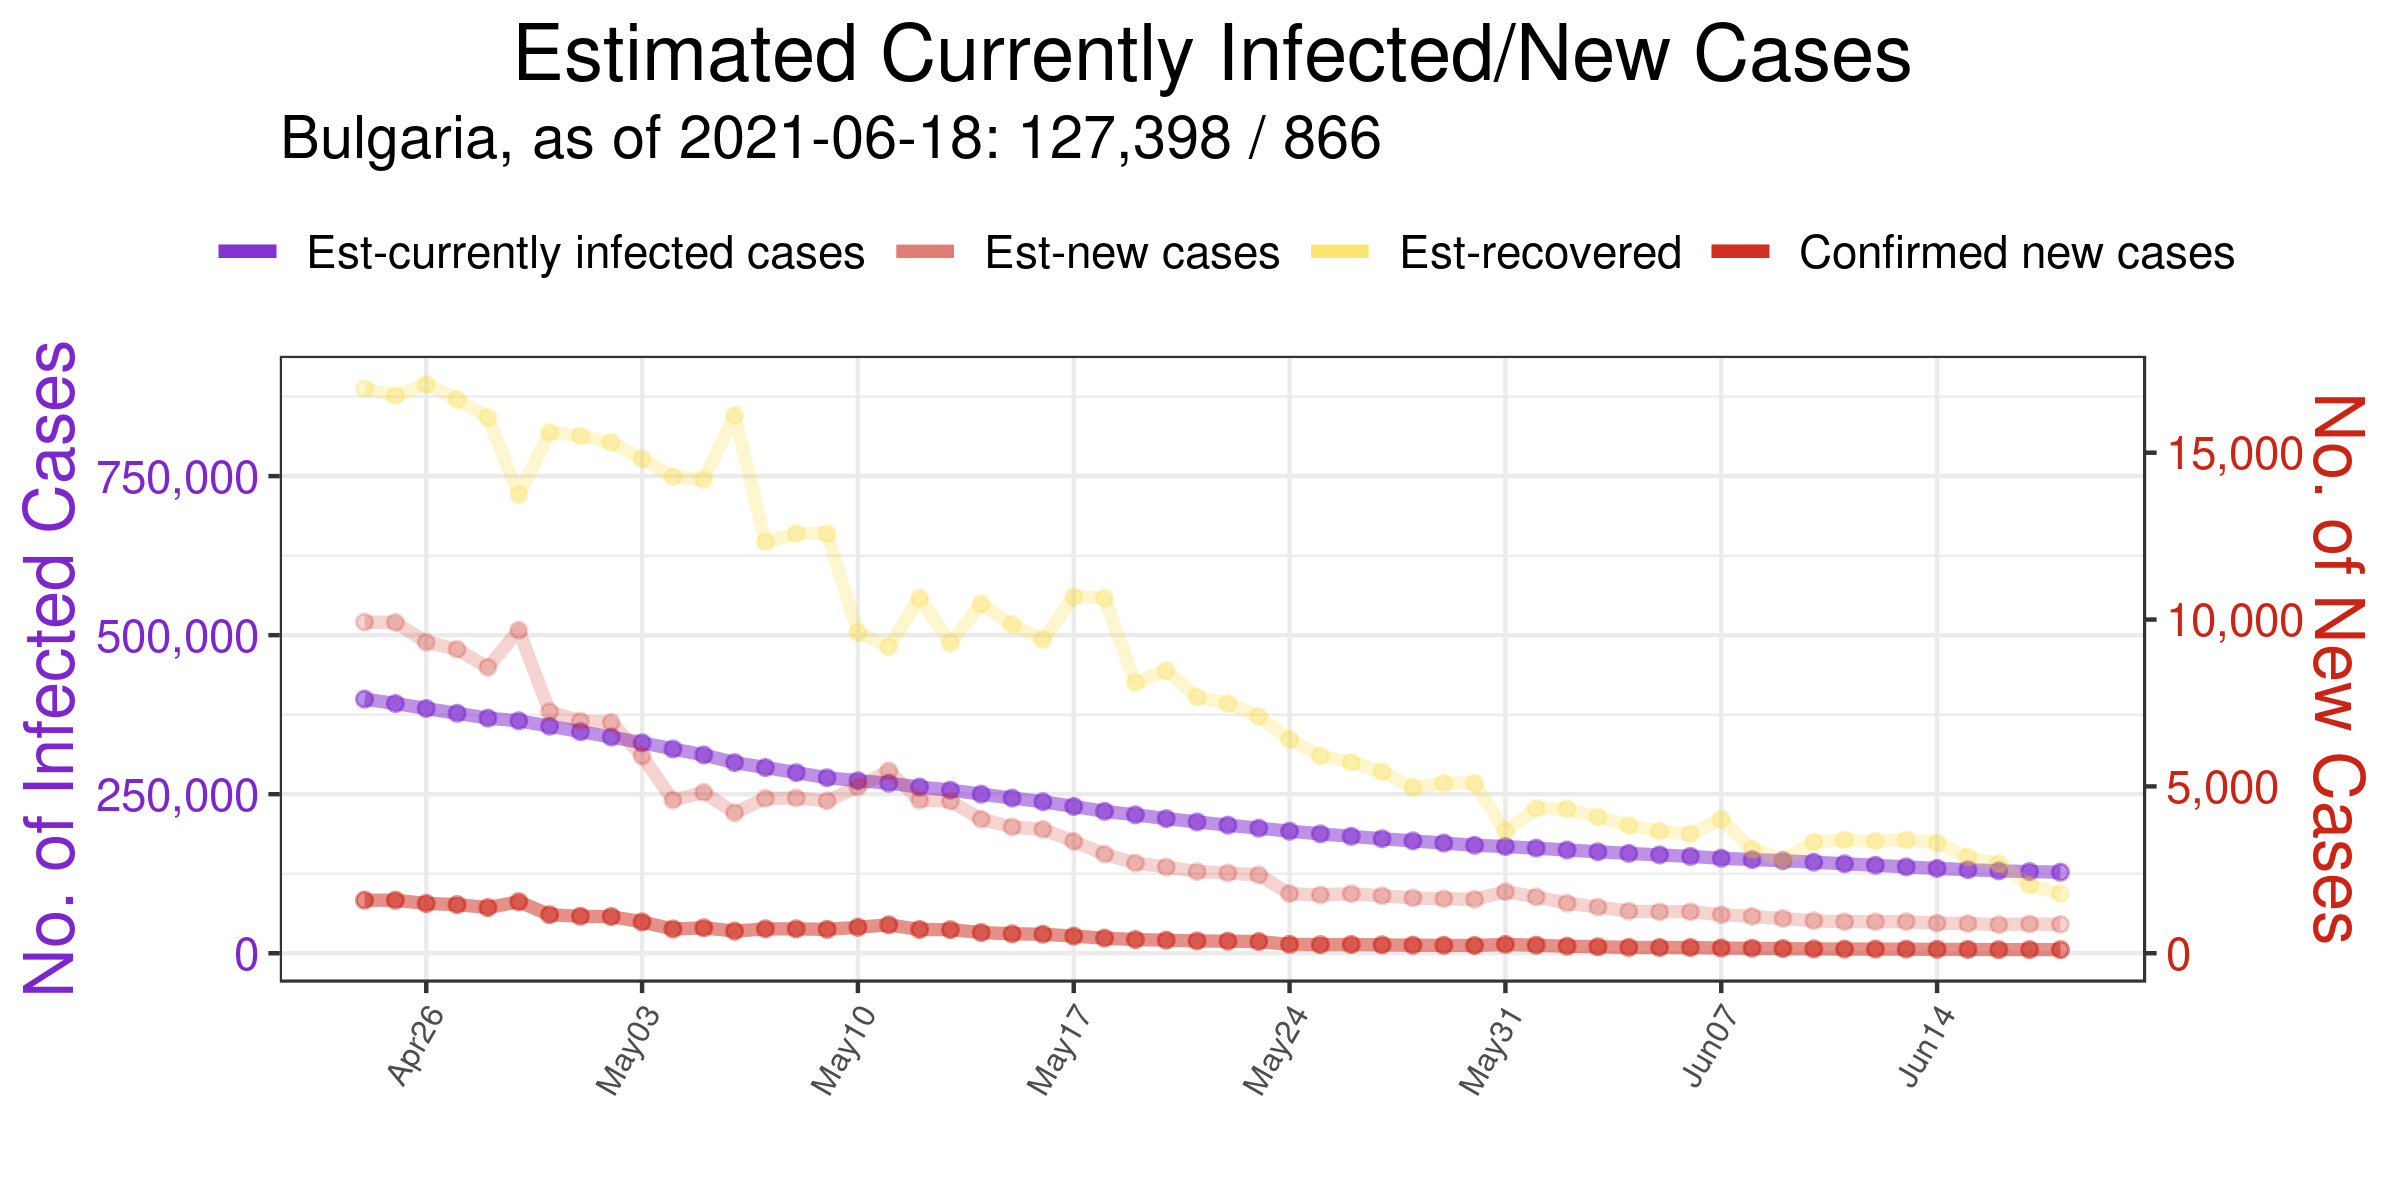 Estimated Currently Infected/New Cases
Bulgaria, as of 2021-06-18: 127,398 / 866
Est-currently infected cases Est-new cases Est-recovered Confirmed new cases
No. of Infected Cases
750,000
500,000
250,000
0
15,000
10,000
5,000
0
No. of New Cases
Apr26 May03 May10 May17 May24 May31 Jun07 Jun14